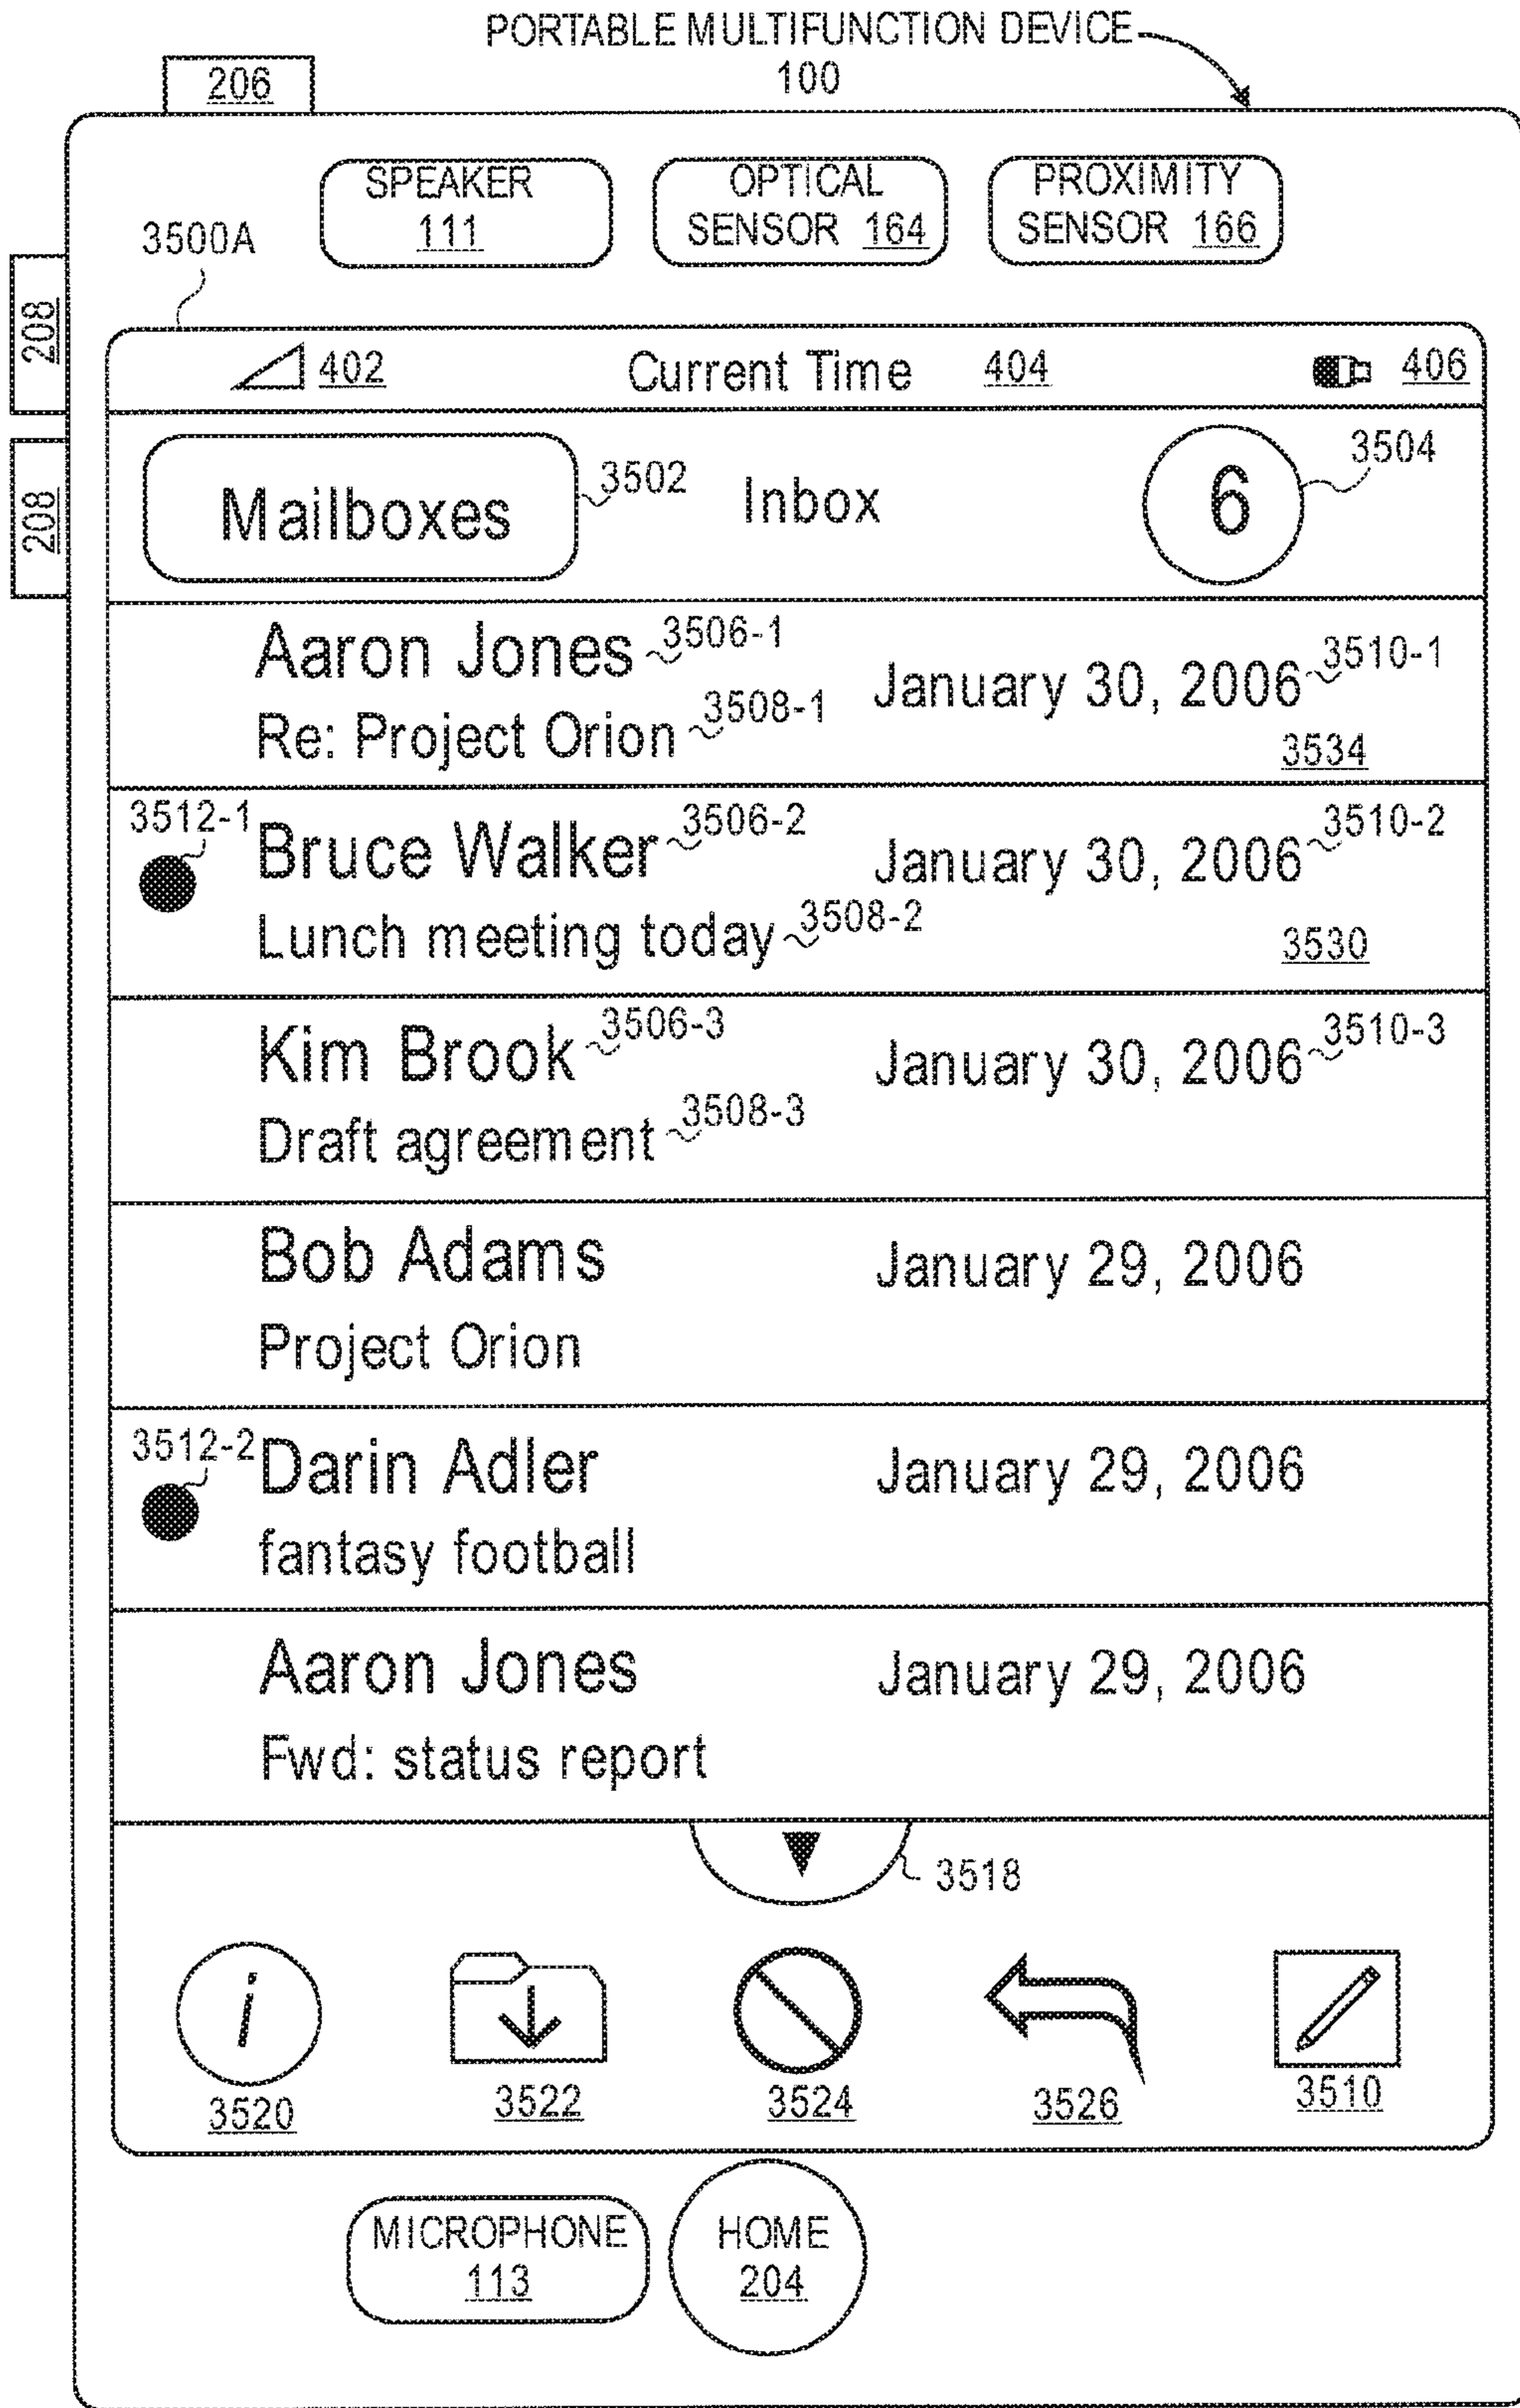 PORTABLE MULTIFUNCTION DEVICE
100
206
SPEAKER
111
OPTICAL
SENSOR 164
PROXIMITY
SENSOR 166
3500A
208
208
402 Current Time 404 406
Mailboxes 3502 Inbox 6 3504
Aaron Jones 3506-1 January 30, 2006 3510-1
Re: Project Orion 3508-1
3534
3512-1 Bruce Walker 3506-2 January 30, 2006 3510-2
Lunch meeting today 3508-2 3530
Kim Brook 3506-3 January 30, 2006 3510-3
Draft agreement 3508-3
Bob Adams January 29, 2006
Project Orion
3512-2 Darin Adler January 29, 2006
fantasy football
Aaron Jones January 29, 2006
Fwd: status report
3518
i
3520 3522 3524 3526 3510
MICROPHONE
113
HOME
204